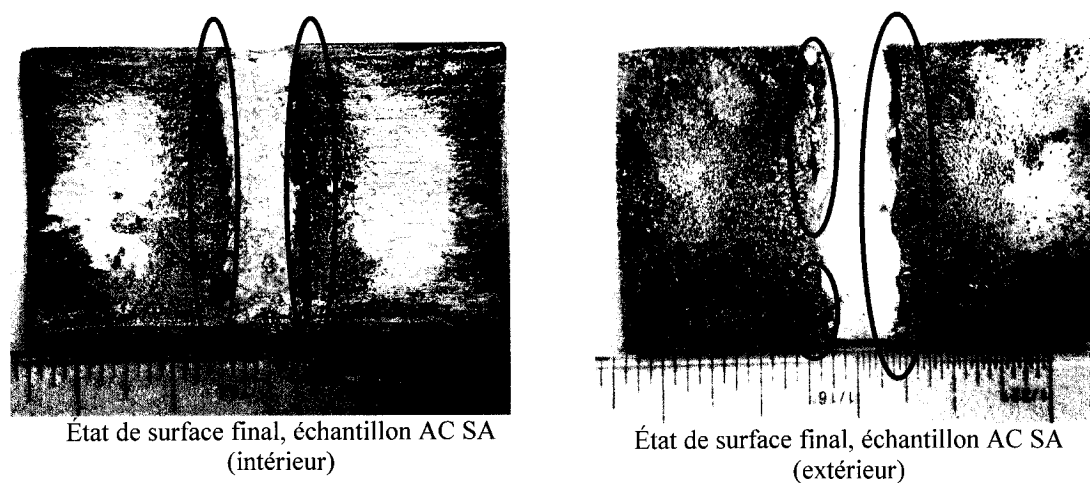 État de surface final, échantillon AC SA
(intérieur)
État de surface final, échantillon AC SA
(extérieur)